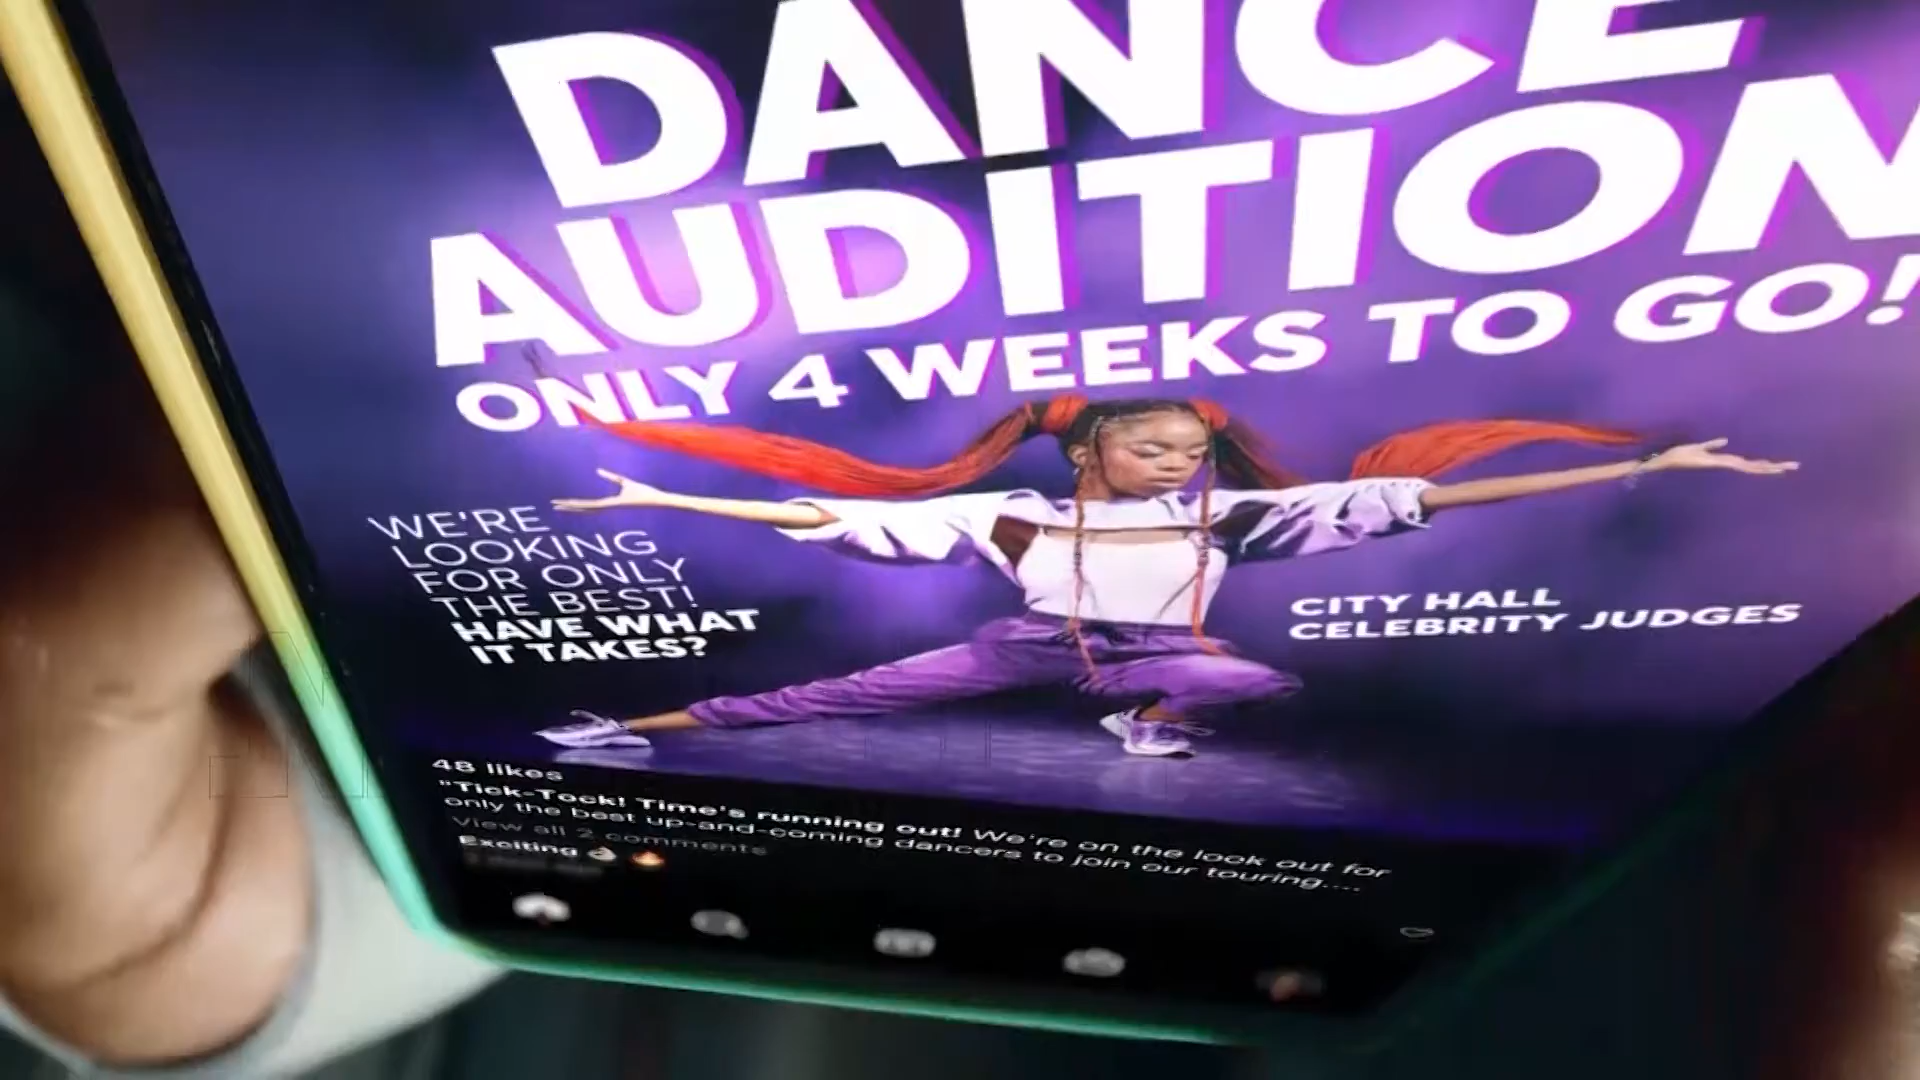 DANCE
AUDITION
ONLY 4 WEEKS TO GO!
WE'RE
LOOKING
FOR ONLY
THE BEST!
HAVE WHAT
IT TAKES?
CITY HALL
CELEBRITY JUDGES
48 likes
"Tick-Tock! Time's running out! We're on the look out for
only the best up-and-coming dancers to join our touring....
View all 2 comments
Exciting 👌🏻 🔥